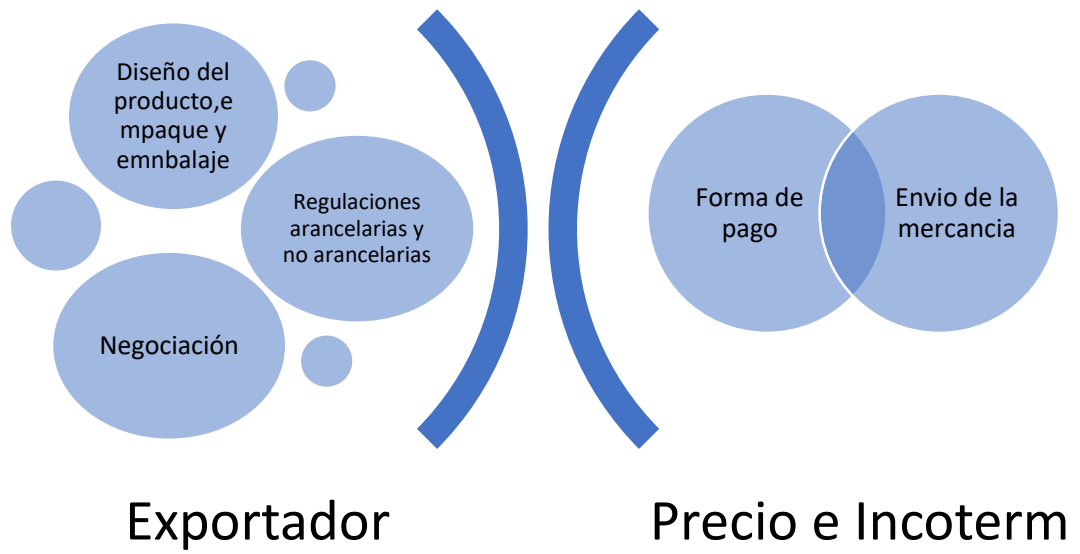 Diseño del
producto,e
mpaque y
emnbalaje
Regulaciones
arancelarias y
no arancelarias
Negociación
Exportador
Forma de
pago
Envio de la
mercancia
Precio e Incoterm